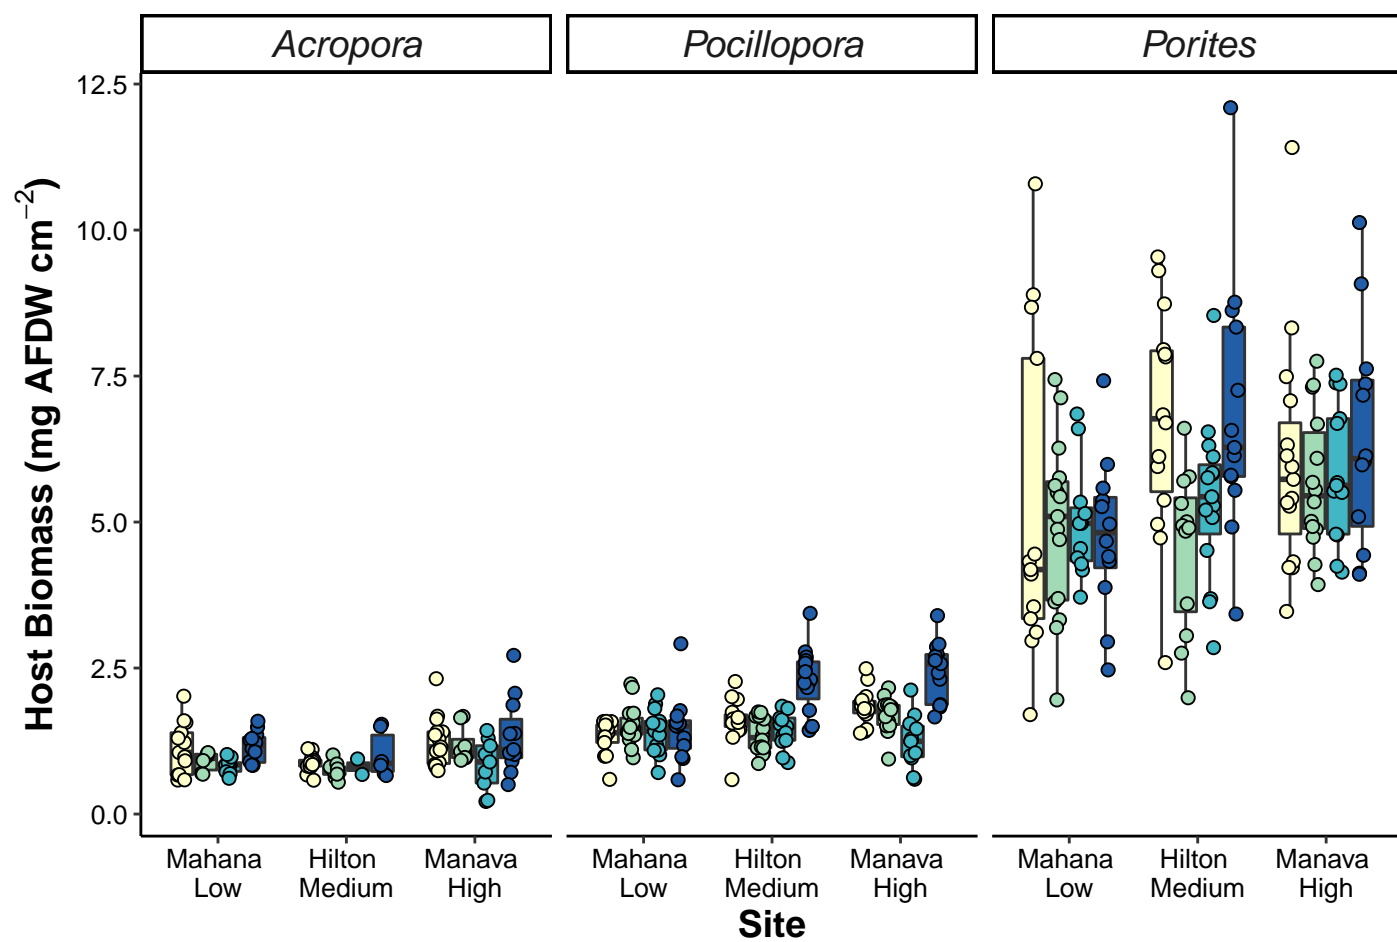 Acropora
Pocillopora
Porites
Host Biomass (mg AFDW cm⁻²)
12.5
10.0
7.5
5.0
2.5
0.0
Mahana Low
Hilton Medium
Manava High
Mahana Low
Hilton Medium
Manava High
Mahana Low
Hilton Medium
Manava High
Site